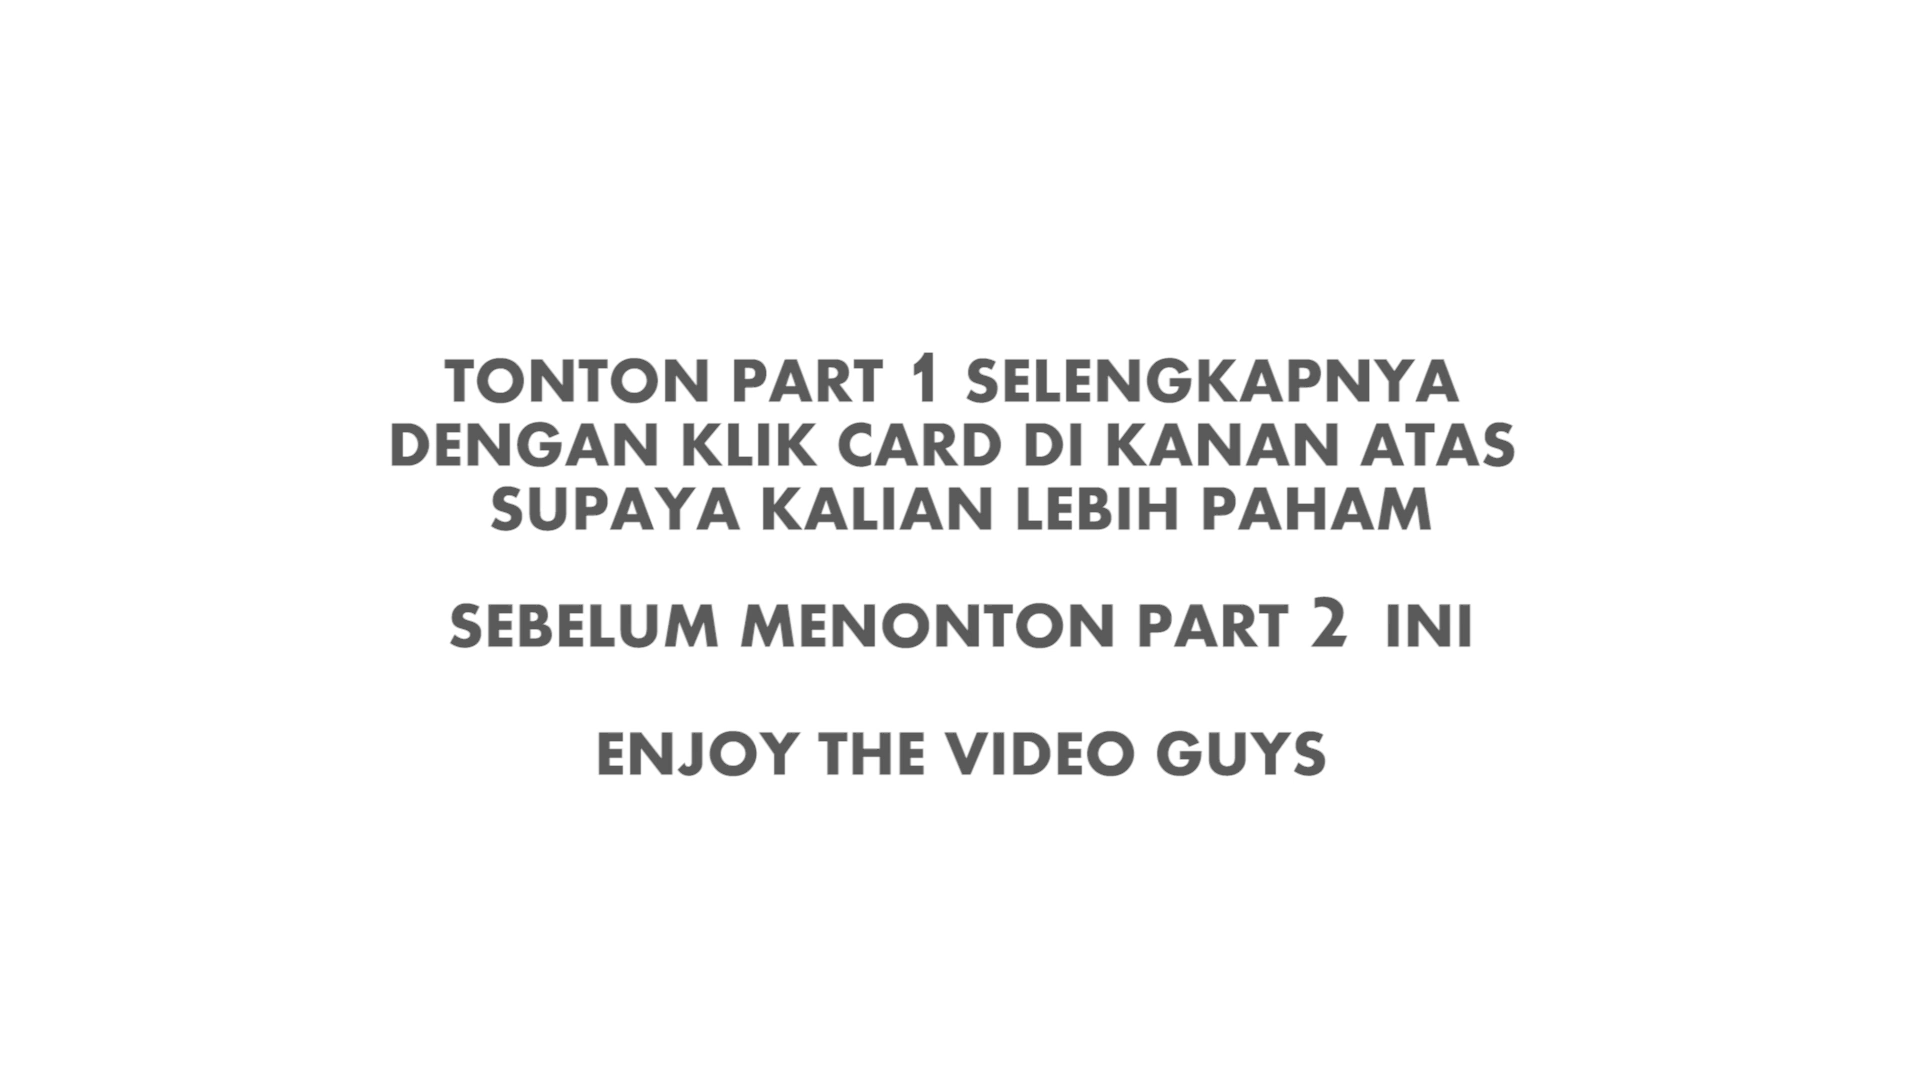 TONTON PART 1 SELENGKAPNYA
DENGAN KLIK CARD DI KANAN ATAS
SUPAYA KALIAN LEBIH PAHAM
SEBELUM MENONTON PART 2 INI
ENJOY THE VIDEO GUYS